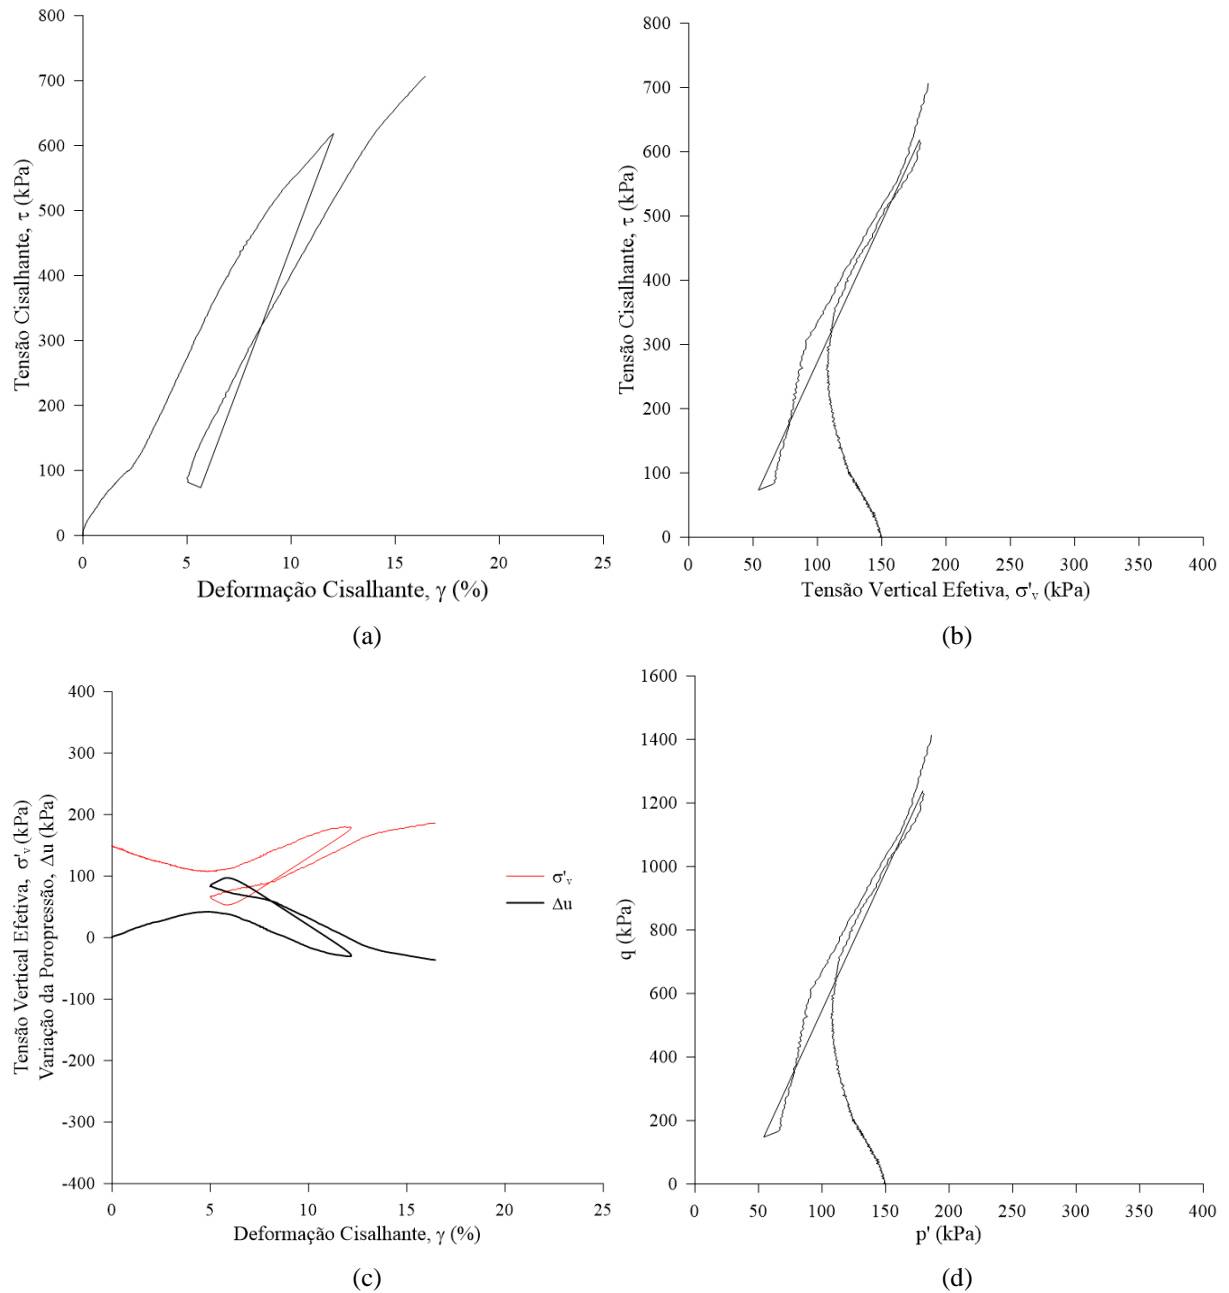 800
700
600
500
400
300
200
100
0
Tensão Cisalhante, τ (kPa)
0 5 10 15 20 25
Deformação Cisalhante, γ (%)
(a)
800
700
600
500
400
300
200
100
0
Tensão Cisalhante, τ (kPa)
0 50 100 150 200 250 300 350 400
Tensão Vertical Efetiva, σ'v (kPa)
(b)
400
300
200
100
0
-100
-200
-300
-400
Tensão Vertical Efetiva, σ'v (kPa)
Variação da Poropressão, Δu (kPa)
σ'v
Δu
0 5 10 15 20 25
Deformação Cisalhante, γ (%)
(c)
1600
1400
1200
1000
800
600
400
200
0
q (kPa)
0 50 100 150 200 250 300 350 400
p' (kPa)
(d)